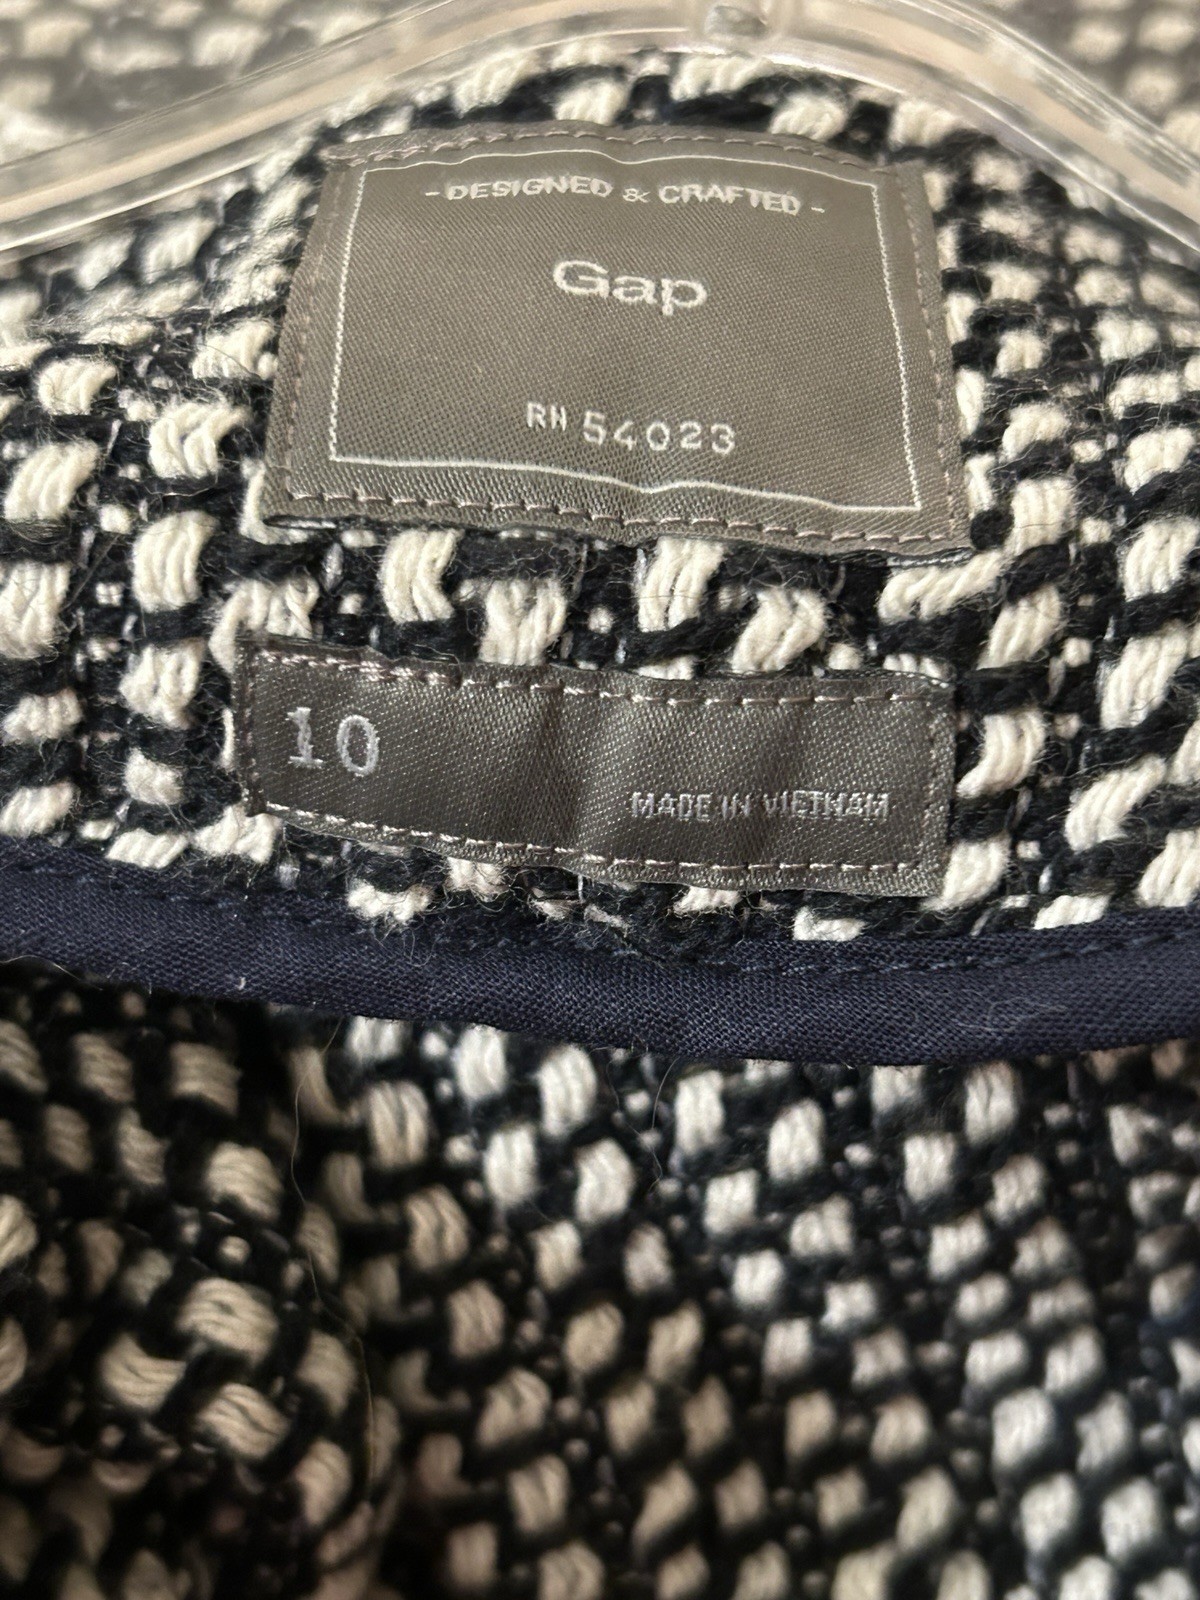 - DESIGNED & CRAFTED -
Gap
RN 54023
10
MADE IN VIETNAM